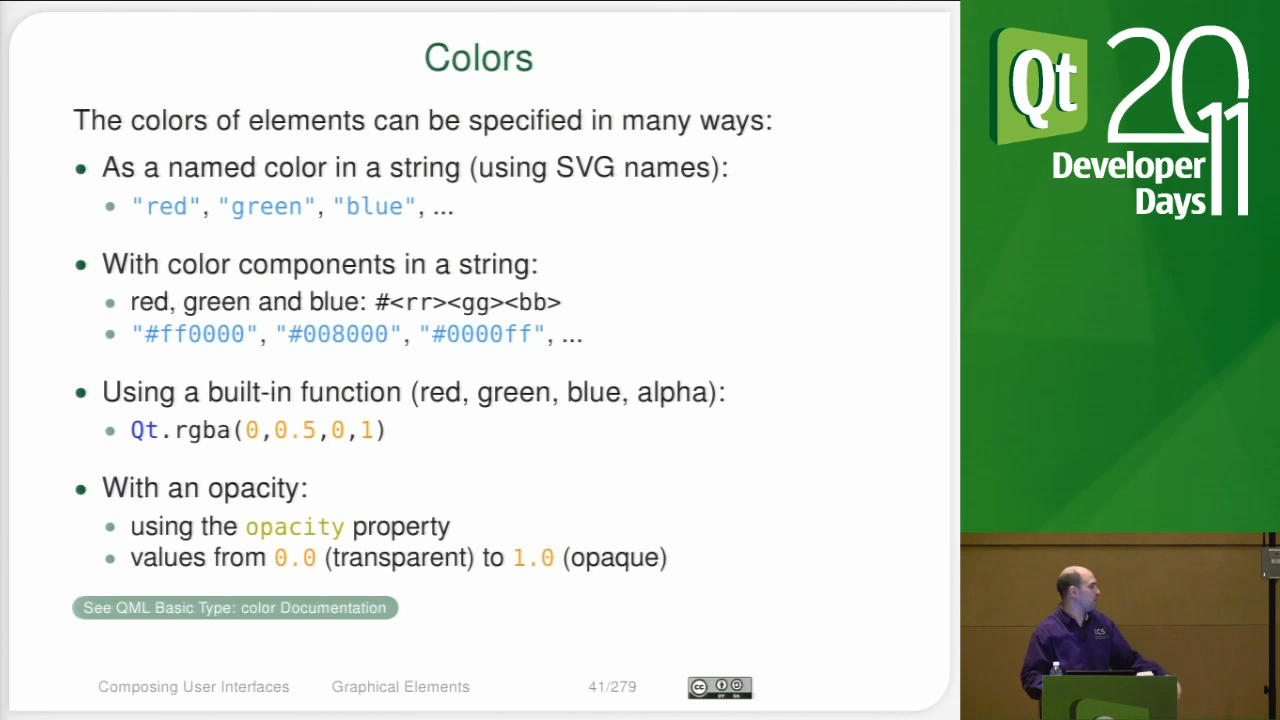 Colors
The colors of elements can be specified in many ways:
As a named color in a string (using SVG names):
"red", "green", "blue", ...
With color components in a string:
red, green and blue: #<rr><gg><bb>
"#ff0000", "#008000", "#0000ff", ...
Using a built-in function (red, green, blue, alpha):
Qt.rgba(0,0.5,0,1)
With an opacity:
using the opacity property
values from 0.0 (transparent) to 1.0 (opaque)
See QML Basic Type: color Documentation
Composing User Interfaces Graphical Elements 41/279
cc BY SA
Qt 2011
Developer
Days
ICS